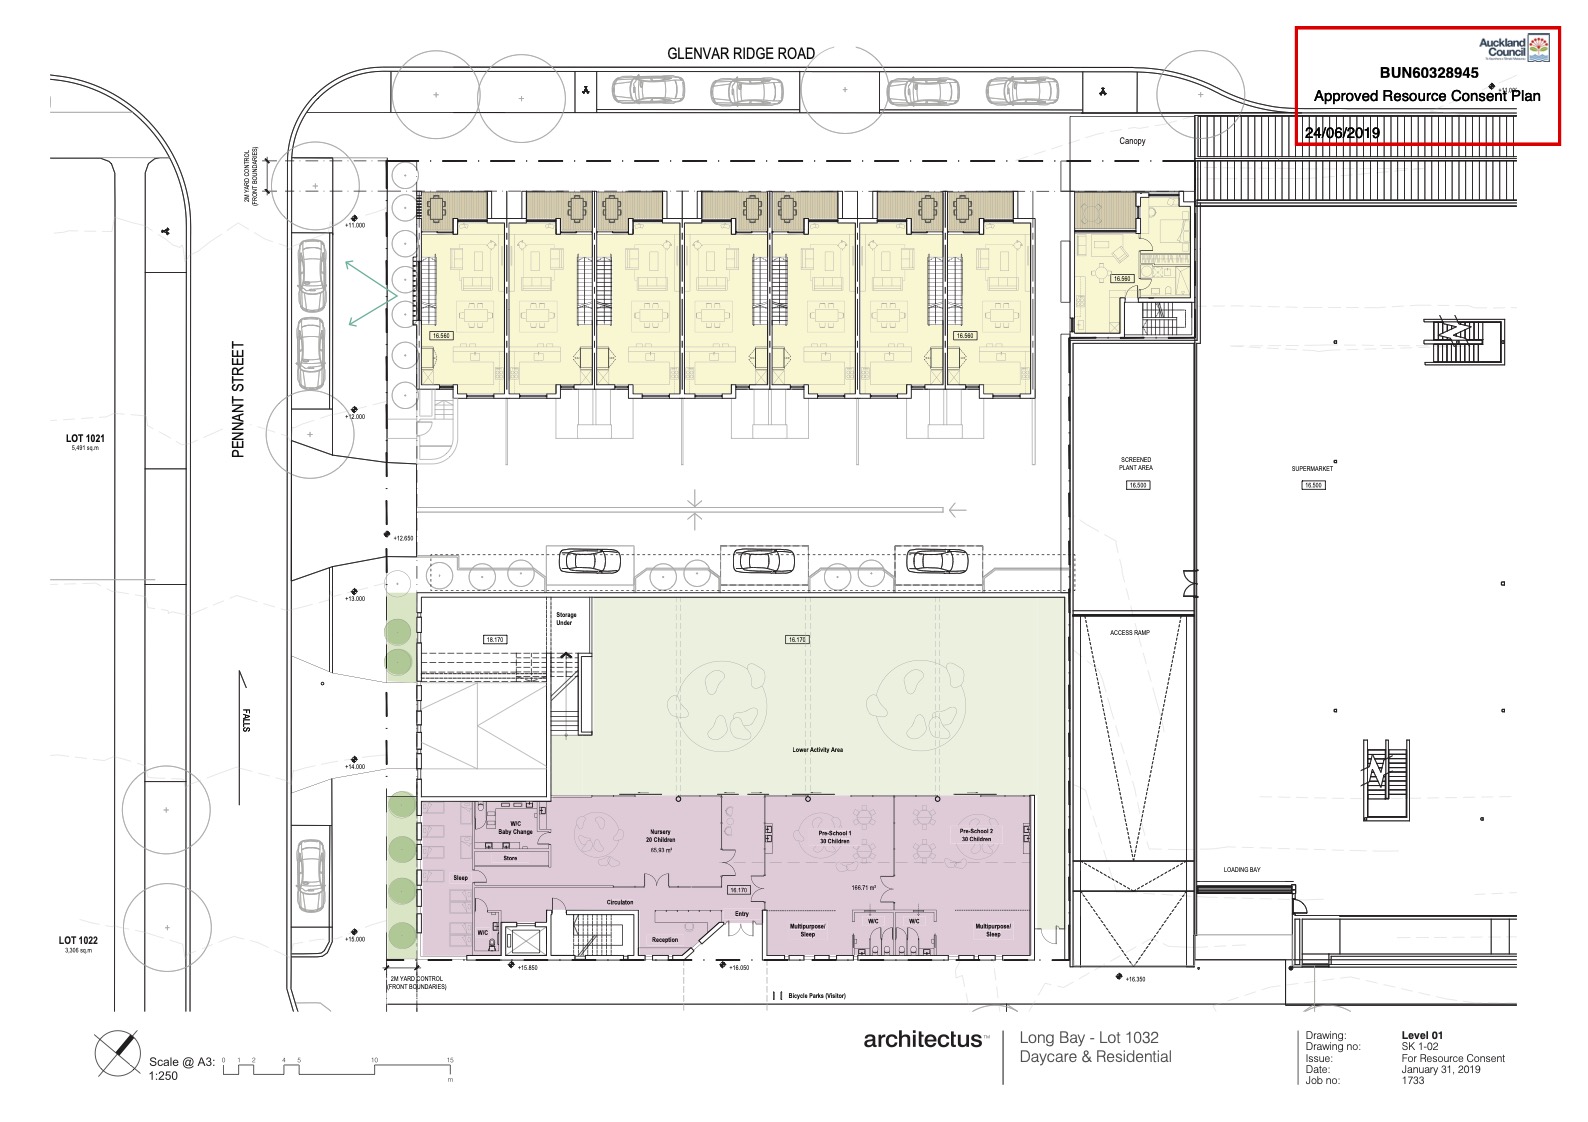 GLENVAR RIDGE ROAD
Auckland
Council
BUN60328945
Approved Resource Consent Plan
24/06/2019
Canopy
2M YARD CONTROL
(FRONT BOUNDARIES)
+11.000
16.560
16.560
16.560
PENNANT STREET
+12.000
LOT 1021
5,491 sq.m
SCREENED
PLANT AREA
16.500
SUPERMARKET
16.500
+12.650
+13.000
Storage
Under
16.170
16.170
ACCESS RAMP
FALLS
Lower Activity Area
+14.000
W/C
Baby Change
Nursery
20 Children
65.93 m²
Pre-School 1
30 Children
Pre-School 2
30 Children
Store
Sleep
16.170
166.71 m²
LOADING BAY
Circulaton
Entry
W/C
W/C
W/C
Multipurpose/
Sleep
Multipurpose/
Sleep
Reception
+15.000
LOT 1022
3,306 sq.m
+15.850
+16.050
+16.350
2M YARD CONTROL
(FRONT BOUNDARIES)
Bicycle Parks (Visitor)
Scale @ A3:
1:250
0 1 2 4 5 10 15
m
architectus™
Long Bay - Lot 1032
Daycare & Residential
Drawing: Level 01
Drawing no: SK 1-02
Issue: For Resource Consent
Date: January 31, 2019
Job no: 1733